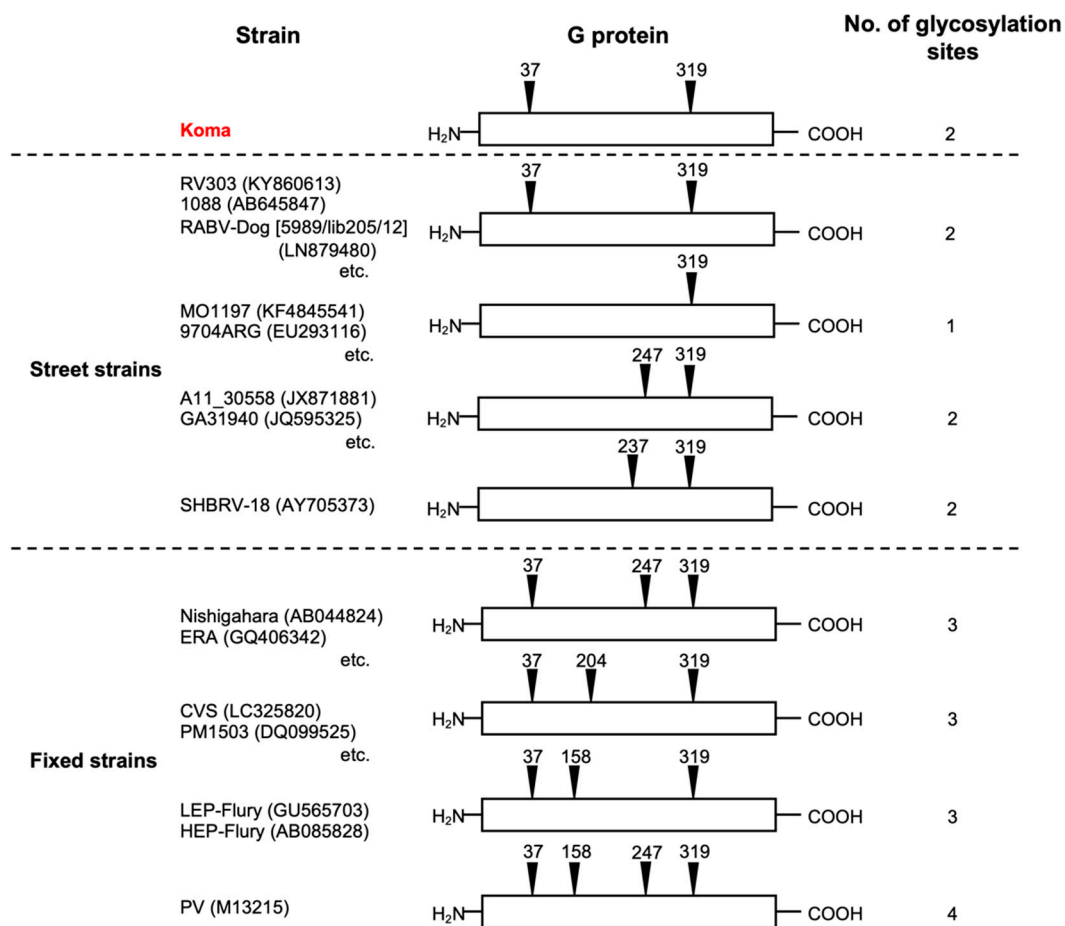 Strain
G protein
No. of glycosylation
sites
37 319
Koma
H₂N
COOH
2
Street strains
37 319
RV303 (KY860613)
1088 (AB645847)
RABV-Dog [5989/lib205/12]
(LN879480)
etc.
H₂N
COOH
2
319
MO1197 (KF4845541)
9704ARG (EU293116)
etc.
H₂N
COOH
1
247 319
A11_30558 (JX871881)
GA31940 (JQ595325)
etc.
H₂N
COOH
2
237 319
SHBRV-18 (AY705373)
H₂N
COOH
2
Fixed strains
37 247 319
Nishigahara (AB044824)
ERA (GQ406342)
etc.
H₂N
COOH
3
37 204 319
CVS (LC325820)
PM1503 (DQ099525)
etc.
H₂N
COOH
3
37 158 319
LEP-Flury (GU565703)
HEP-Flury (AB085828)
H₂N
COOH
3
37 158 247 319
PV (M13215)
H₂N
COOH
4